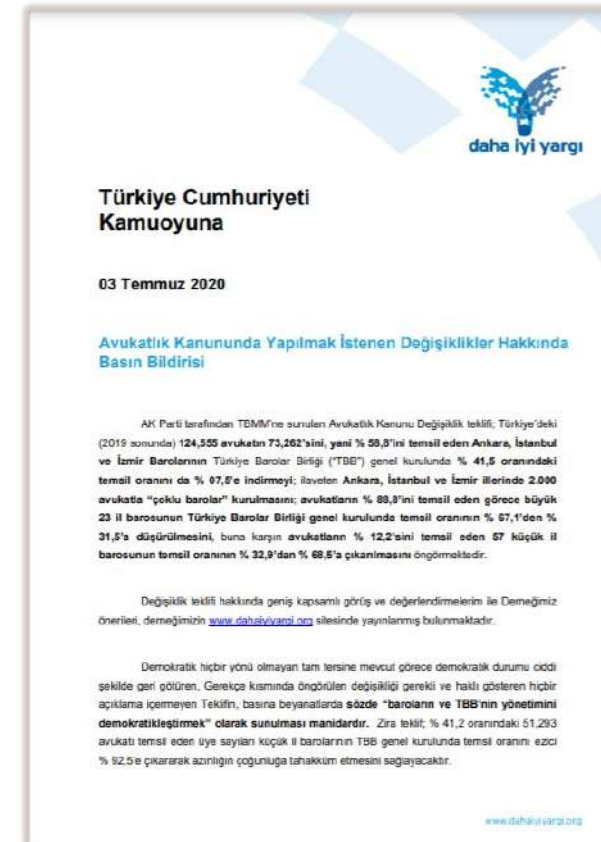 daha iyi yargı
Türkiye Cumhuriyeti
Kamuoyuna
03 Temmuz 2020
Avukatlık Kanununda Yapılmak İstenen Değişiklikler Hakkında
Basın Bildirisi
AK Parti tarafından TBMM'ne sunulan Avukatlık Kanunu Değişiklik teklifi; Türkiye'deki
(2019 sonunda) 124,555 avukatın 73,262'sini, yani % 58,8'ini temsil eden Ankara, İstanbul
ve İzmir Barolarının Türkiye Barolar Birliği ("TBB") genel kurulunda % 41,5 oranındaki
temsil oranını da % 07,5'e indirmeyi; ilaveten Ankara, İstanbul ve İzmir illerinde 2.000
avukatla "çoklu barolar" kurulmasını; avukatların % 88,8'ini temsil eden görece büyük
23 il barosunun Türkiye Barolar Birliği genel kurulunda temsil oranının % 67,1'den %
31,5'a düşürülmesini, buna karşın avukatların % 12,2'sini temsil eden 57 küçük il
barosunun temsil oranının % 32,9'dan % 68,5'a çıkarılmasını öngörmektedir.
Değişiklik teklifi hakkında geniş kapsamlı görüş ve değerlendirmelerim ile Derneğimiz
önerileri, derneğimizin www.dahaiyiyargi.org sitesinde yayınlanmış bulunmaktadır.
Demokratik hiçbir yönü olmayan tam tersine mevcut görece demokratik durumu ciddi
şekilde geri götüren, Gerekçe kısmında öngörülen değişikliği gerekli ve haklı gösteren hiçbir
açıklama içermeyen Teklifin, basına beyanatlarda sözde "baroların ve TBB'nin yönetimini
demokratikleştirmek" olarak sunulması manidardır. Zira teklif; % 41,2 oranındaki 51,293
avukatı temsil eden üye sayıları küçük il barolarının TBB genel kurulunda temsil oranını ezici
% 92.5'e çıkararak azınlığın çoğunluğa tahakküm etmesini sağlayacaktır.
www.dahaiyiyargi.org